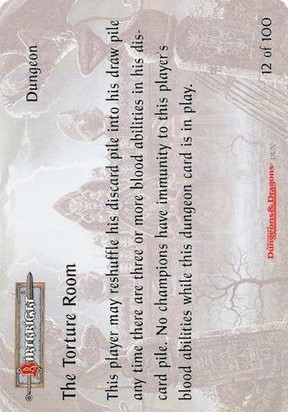 BIRTHRIGHT
The Torture Room
Dungeon
This player may reshuffle his discard pile into his draw pile
any time there are three or more blood abilities in his dis-
card pile. No champions have immunity to this player's
blood abilities while this dungeon card is in play.
Advanced
Dungeons & Dragons
DUN
12 of 100